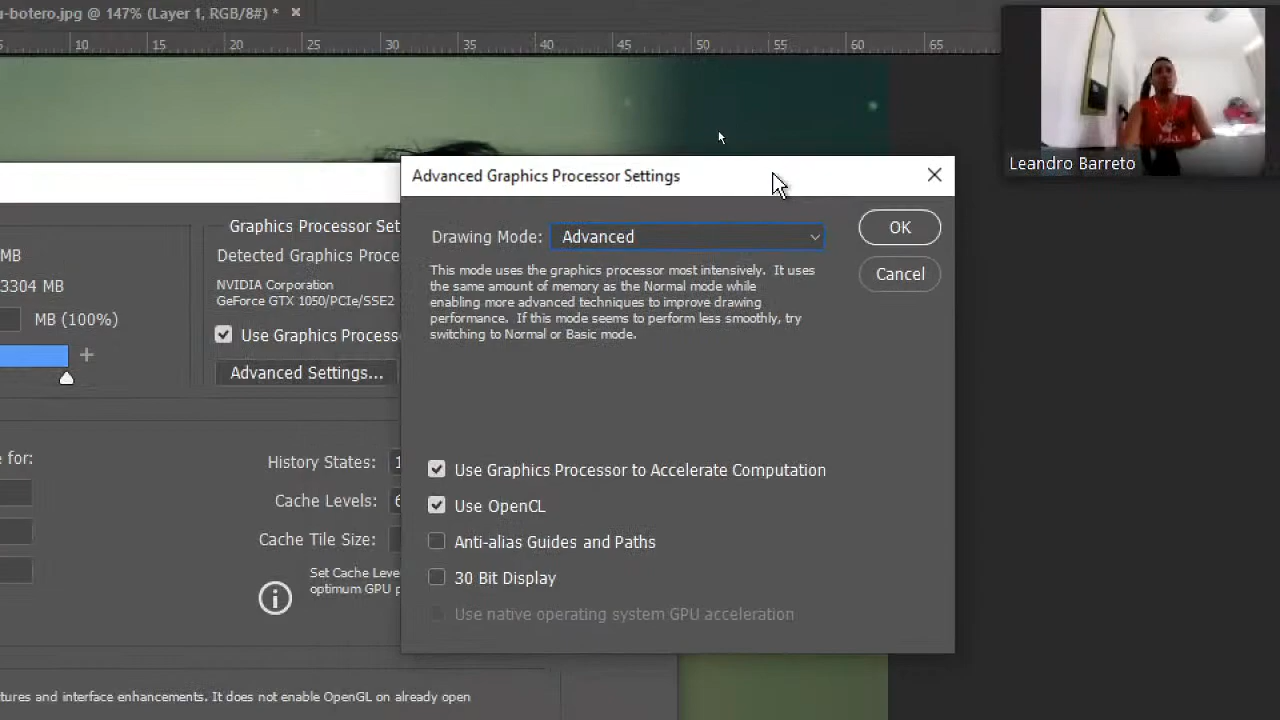 u-botero.jpg @ 147% (Layer 1, RGB/8#) *
10 15 20 25 30 35 40 45 50 55 60 65
Leandro Barreto
Advanced Graphics Processor Settings
Drawing Mode: Advanced
OK
Cancel
This mode uses the graphics processor most intensively. It uses
the same amount of memory as the Normal mode while
enabling more advanced techniques to improve drawing
performance. If this mode seems to perform less smoothly, try
switching to Normal or Basic mode.
Use Graphics Processor to Accelerate Computation
Use OpenCL
Anti-alias Guides and Paths
30 Bit Display
Use native operating system GPU acceleration
MB
3304 MB
MB (100%)
Graphics Processor Set
Detected Graphics Proce
NVIDIA Corporation
GeForce GTX 1050/PCIe/SSE2
Use Graphics Process
Advanced Settings...
e for:
History States: 1
Cache Levels: 6
Cache Tile Size:
Set Cache Leve
optimum GPU p
tures and interface enhancements. It does not enable OpenGL on already open